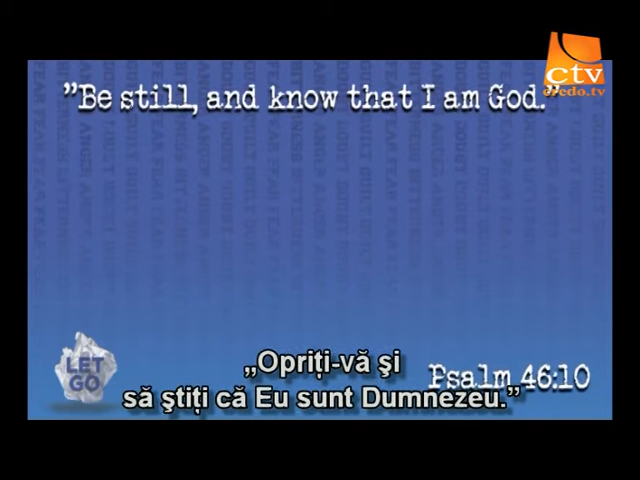 ctv
credo.tv
”Be still, and know that I am God.”
LET
GO
„Opriți-vă şi
Psalm 46:10
să ştiți că Eu sunt Dumnezeu.”